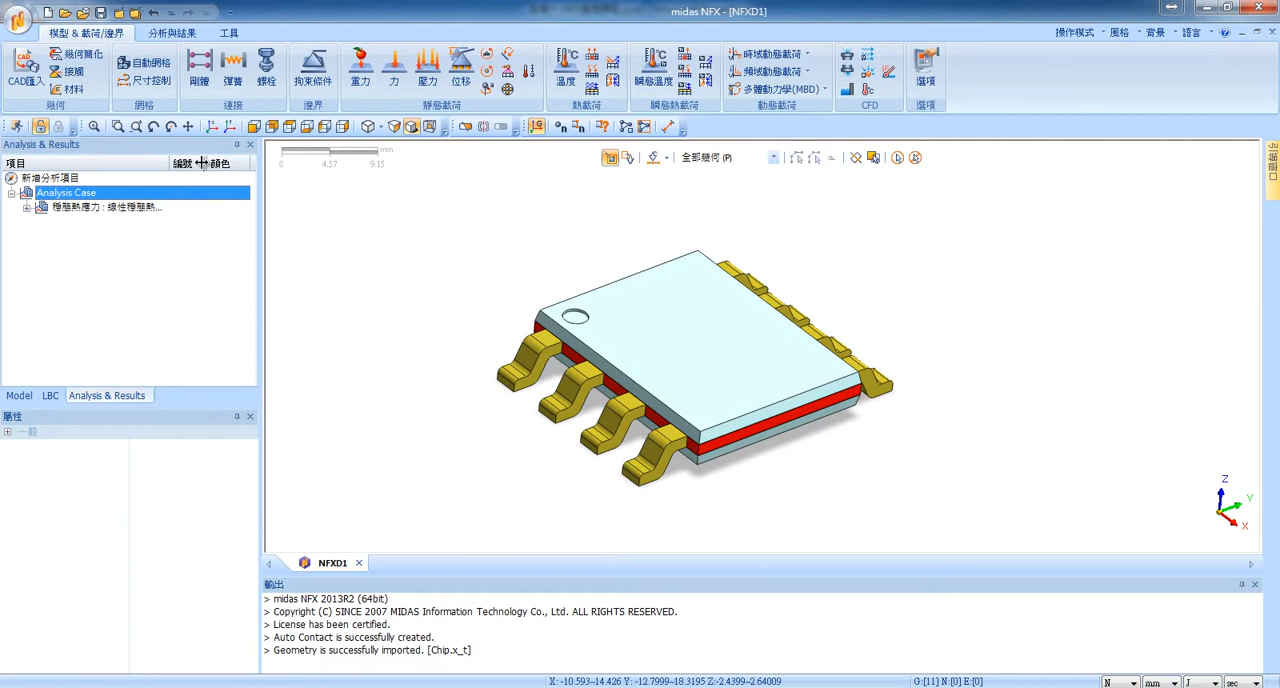 midas NFX - [NFXD1]
模型 & 載荷/邊界
分析與結果
工具
操作模式
風格
背景
語言
CAD匯入
幾何簡化
接觸
材料
幾何
自動網格
尺寸控制
網格
剛體
彈簧
螺栓
連接
拘束條件
邊界
重力
力
壓力
位移
靜態載荷
溫度
熱載荷
瞬態溫度
瞬態熱載荷
時域動態載荷
頻域動態載荷
多體動力學(MBD)
動態載荷
CFD
選項
選項
Analysis & Results
項目
編號
顏色
新增分析項目
Analysis Case
穩態熱應力 : 線性穩態熱...
Model
LBC
Analysis & Results
屬性
一般
mm
0
4.57
9.15
全部幾何 (P)
Z
Y
X
NFXD1
輸出
> midas NFX 2013R2 (64bit)
> Copyright (C) SINCE 2007 MIDAS Information Technology Co., Ltd. ALL RIGHTS RESERVED.
> License has been certified.
> Auto Contact is successfully created.
> Geometry is successfully imported. [Chip.x_t]
X: -10.593~14.426 Y: -12.7999~18.3195 Z:-2.4399~2.64009
G:[11] N:[0] E:[0]
N
mm
J
sec